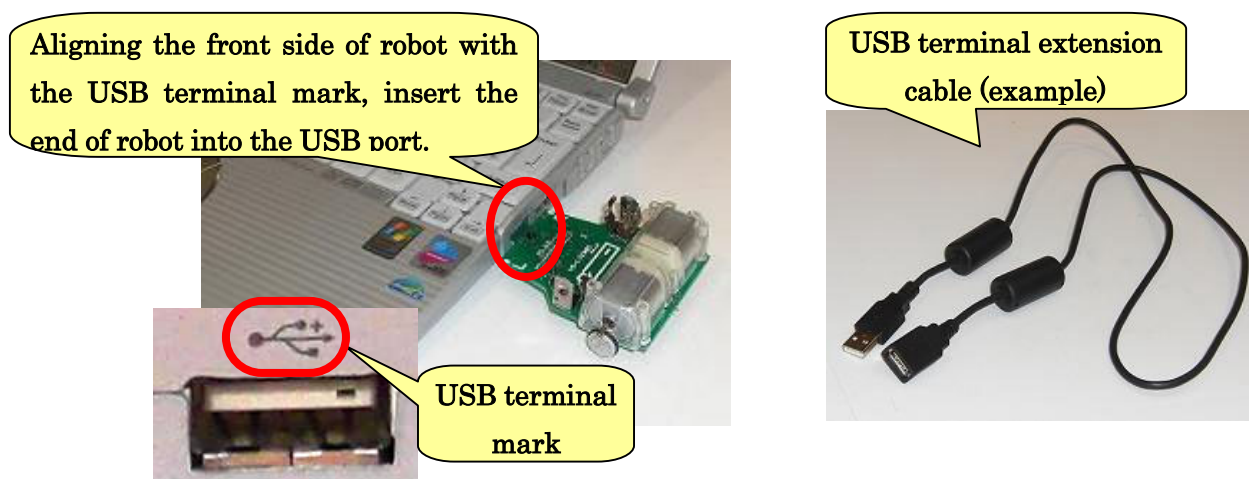 Aligning the front side of robot with
the USB terminal mark, insert the
end of robot into the USB port.
USB terminal
mark
USB terminal extension
cable (example)